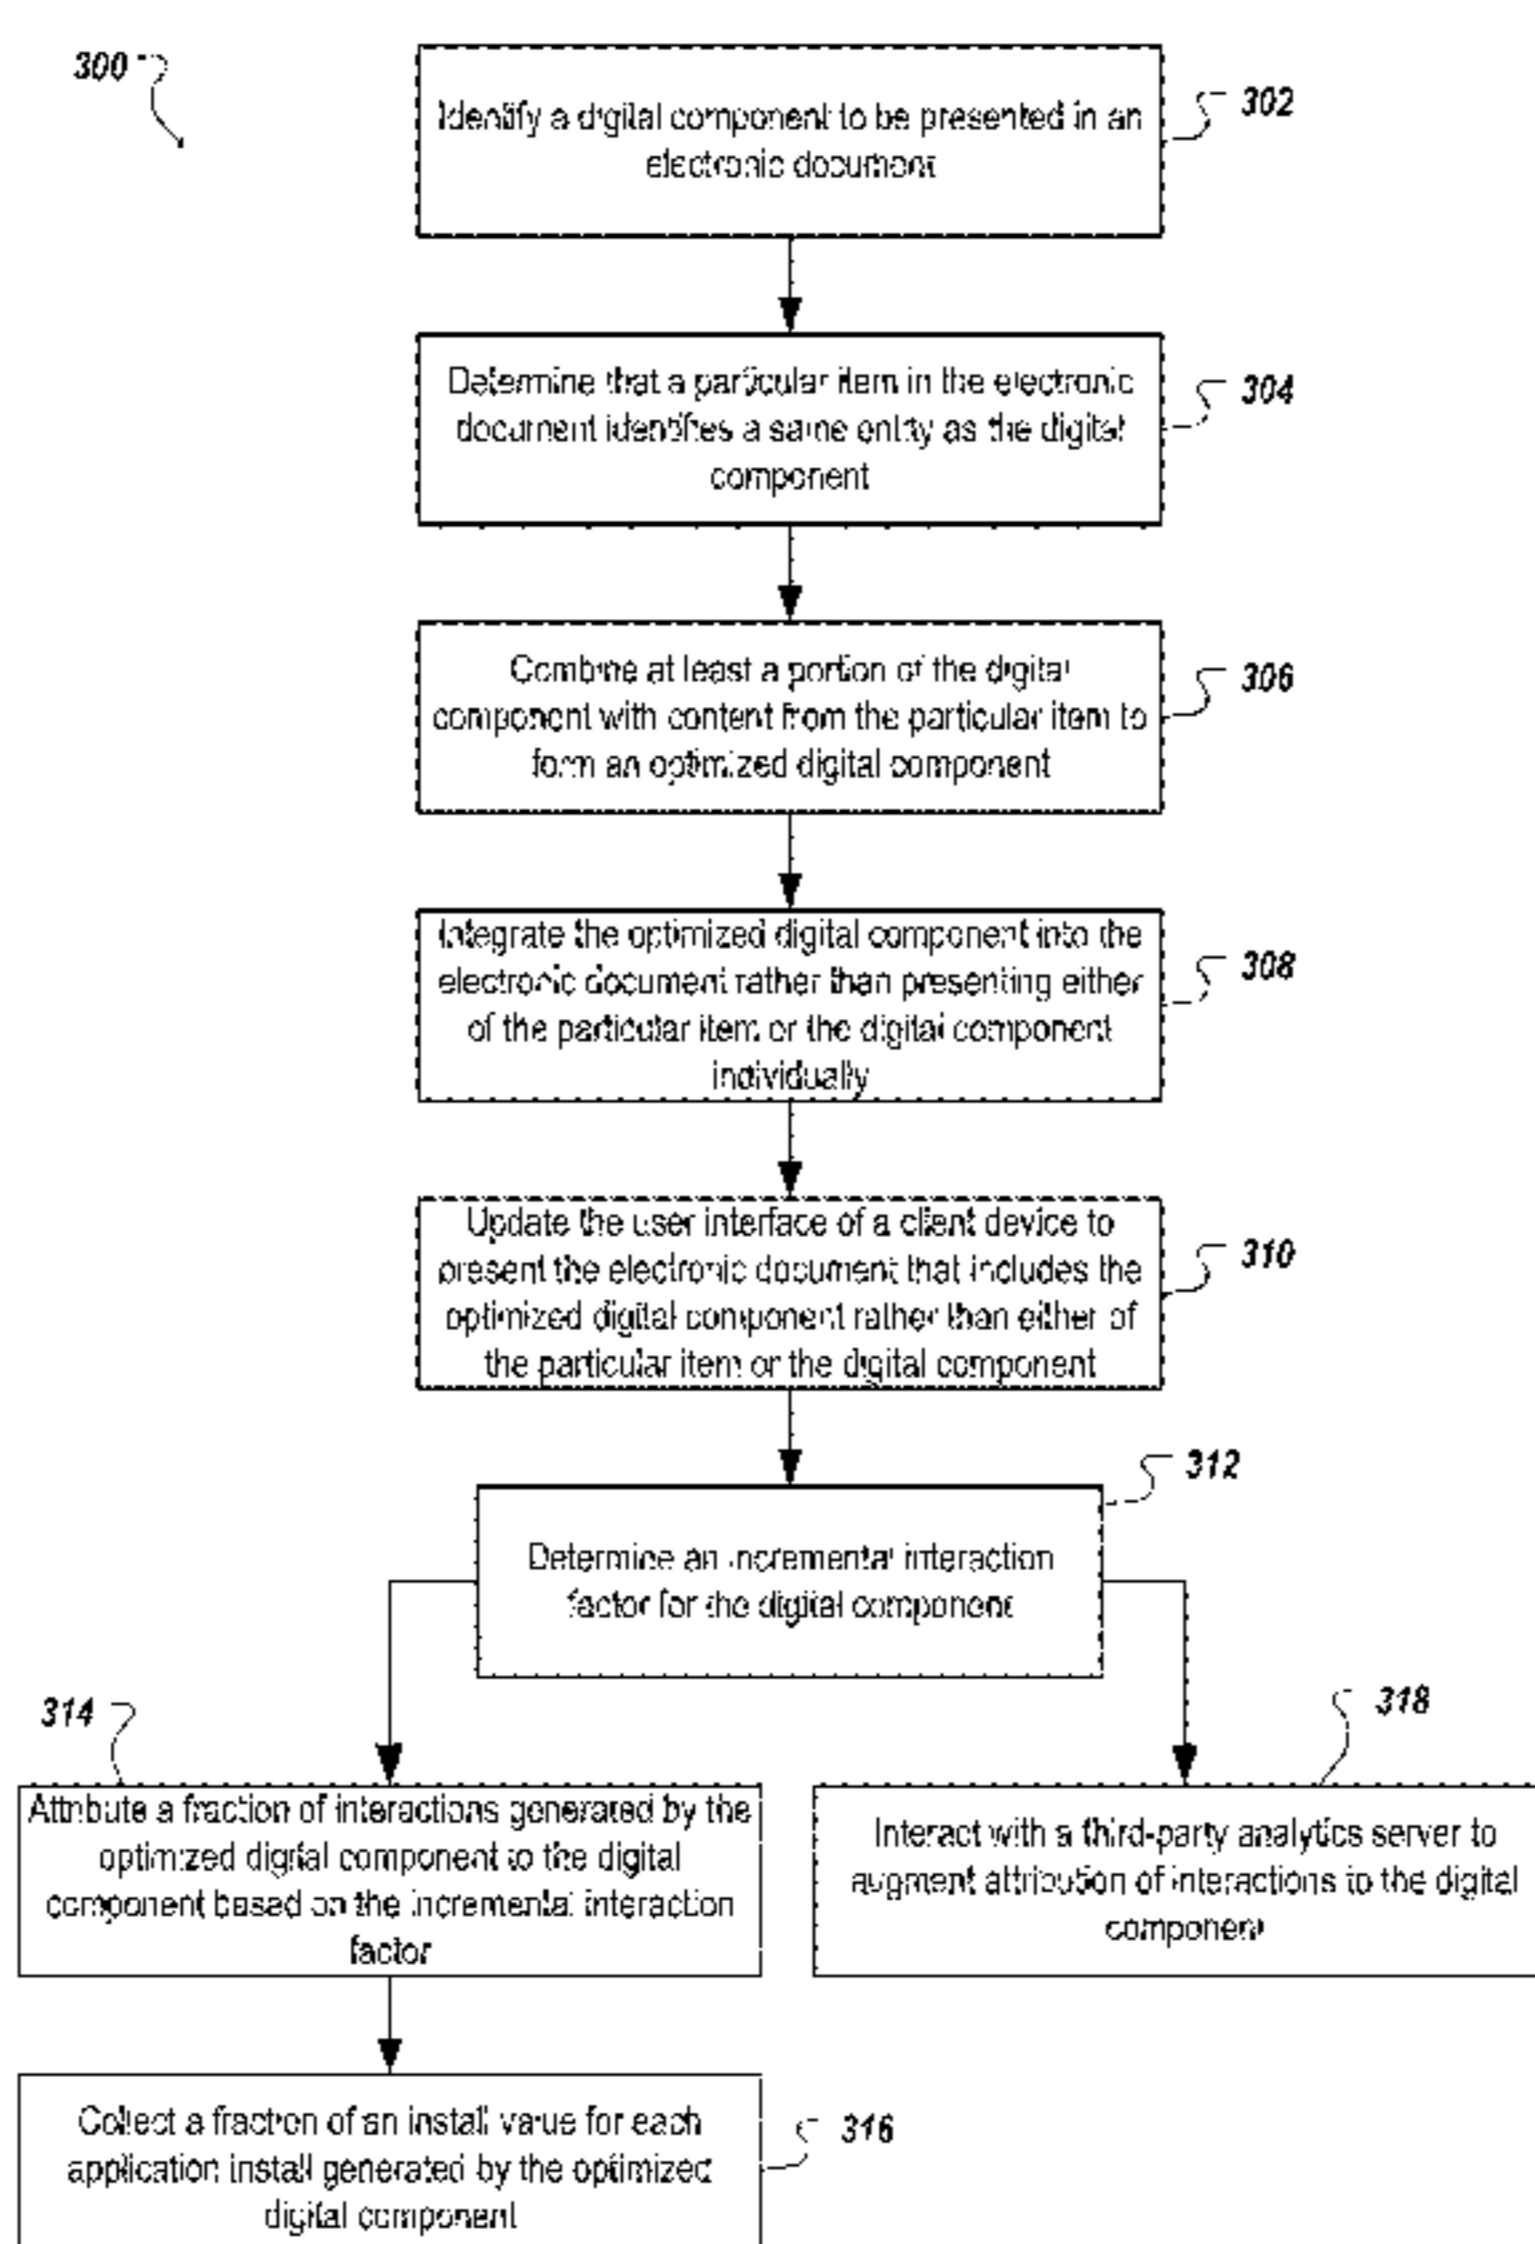 300
Identify a digital component to be presented in an
electronic document
302
Determine that a particular item in the electronic
document identifies a same entity as the digital
component
304
Combine at least a portion of the digital
component with content from the particular item to
form an optimized digital component
306
Integrate the optimized digital component into the
electronic document rather than presenting either
of the particular item or the digital component
individually
308
Update the user interface of a client device to
present the electronic document that includes the
optimized digital component rather than either of
the particular item or the digital component
310
312
Determine an incremental interaction
factor for the digital component
314
Attribute a fraction of interactions generated by the
optimized digital component to the digital
component based on the incremental interaction
factor
318
Interact with a third-party analytics server to
augment attribution of interactions to the digital
component
Collect a fraction of an install value for each
application install generated by the optimized
digital component
316